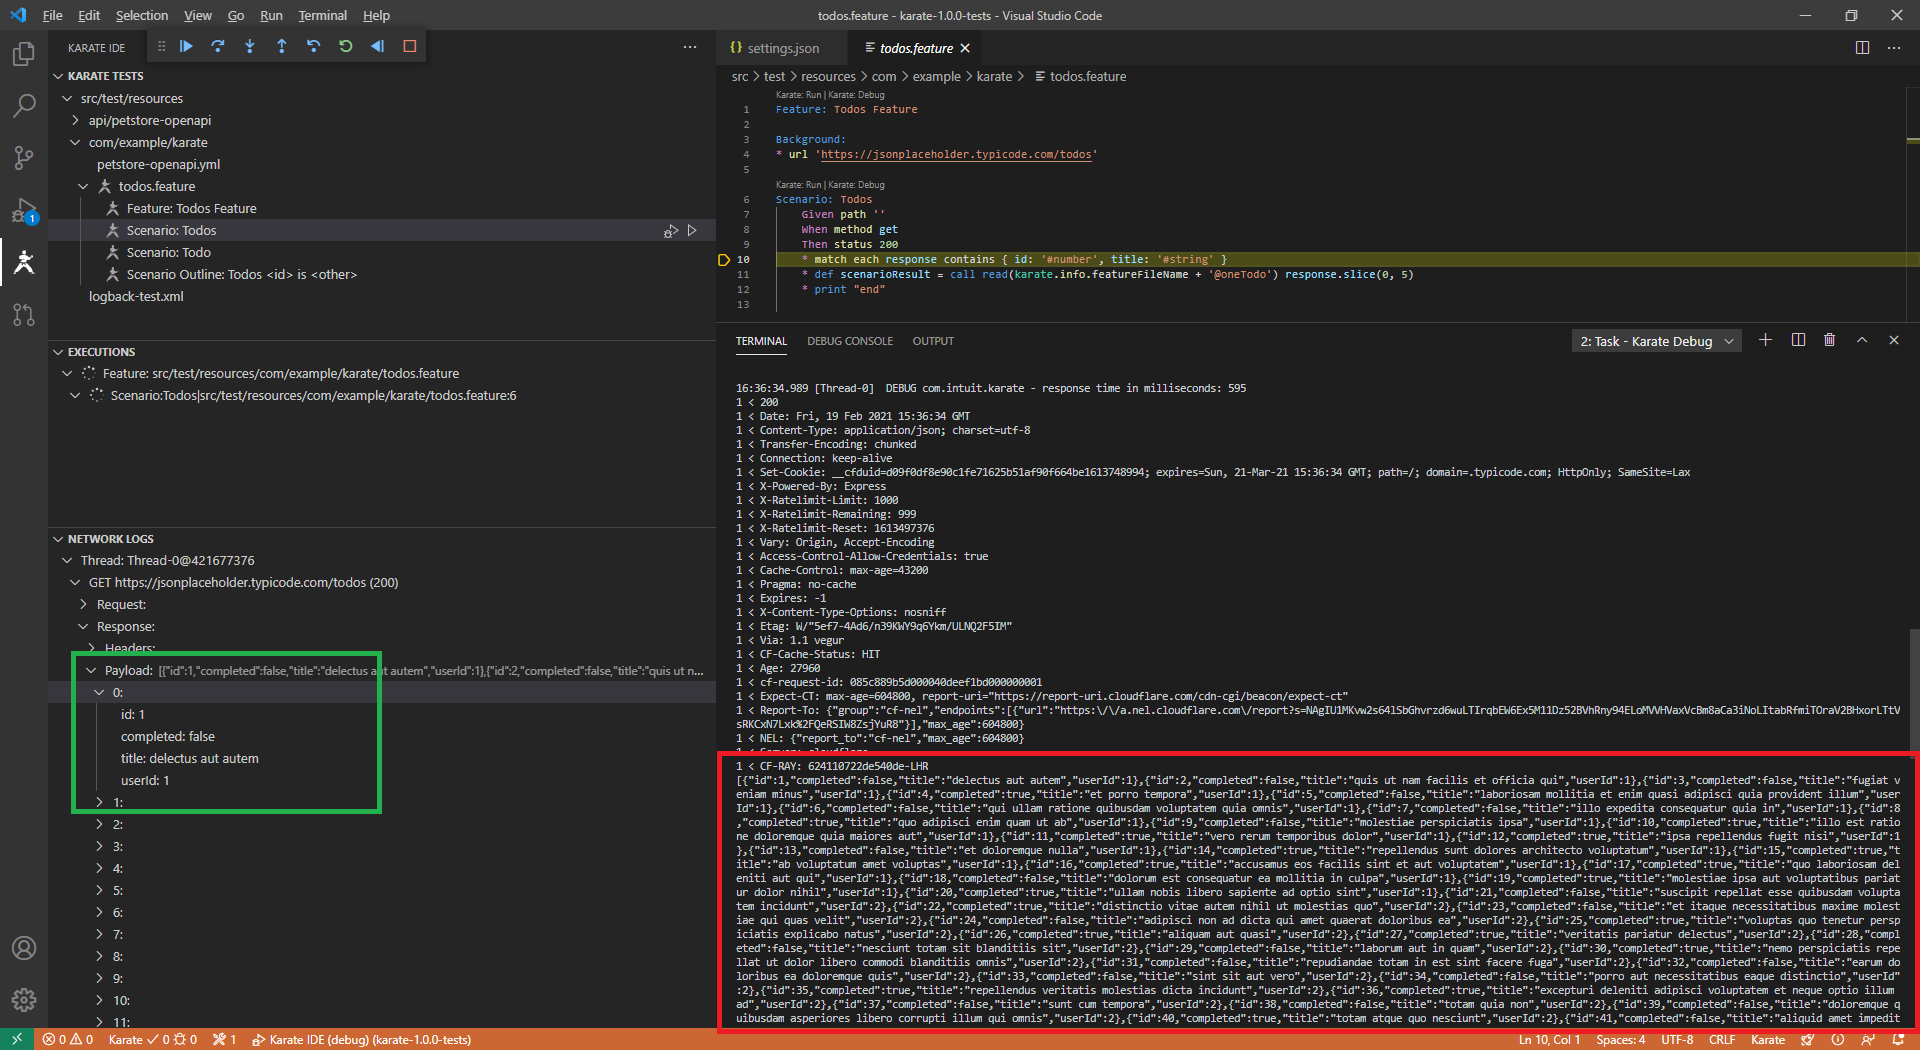 File Edit Selection View Go Run Terminal Help
todos.feature - karate-1.0.0-tests - Visual Studio Code
KARATE IDE
KARATE TESTS
src/test/resources
api/petstore-openapi
com/example/karate
petstore-openapi.yml
todos.feature
Feature: Todos Feature
Scenario: Todos
Scenario: Todo
Scenario Outline: Todos <id> is <other>
logback-test.xml
1
EXECUTIONS
Feature: src/test/resources/com/example/karate/todos.feature
Scenario:Todos|src/test/resources/com/example/karate/todos.feature:6
NETWORK LOGS
Thread: Thread-0@421677376
GET https://jsonplaceholder.typicode.com/todos (200)
Request:
Response:
Headers:
Payload: [{"id":1,"completed":false,"title":"delectus aut autem","userId":1},{"id":2,"completed":false,"title":"quis ut n...
0:
id: 1
completed: false
title: delectus aut autem
userId: 1
1:
2:
3:
4:
5:
6:
7:
8:
9:
10:
11:
settings.json todos.feature
src > test > resources > com > example > karate > todos.feature
Karate: Run | Karate: Debug
1 Feature: Todos Feature
2
3 Background:
4 * url 'https://jsonplaceholder.typicode.com/todos'
5
Karate: Run | Karate: Debug
6 Scenario: Todos
7 Given path ''
8 When method get
9 Then status 200
10 * match each response contains { id: '#number', title: '#string' }
11 * def scenarioResult = call read(karate.info.featureFileName + '@oneTodo') response.slice(0, 5)
12 * print "end"
13
TERMINAL DEBUG CONSOLE OUTPUT
2: Task - Karate Debug
16:36:34.989 [Thread-0] DEBUG com.intuit.karate - response time in milliseconds: 595
1 < 200
1 < Date: Fri, 19 Feb 2021 15:36:34 GMT
1 < Content-Type: application/json; charset=utf-8
1 < Transfer-Encoding: chunked
1 < Connection: keep-alive
1 < Set-Cookie: __cfduid=d09f0df8e90c1fe71625b51af90f664be1613748994; expires=Sun, 21-Mar-21 15:36:34 GMT; path=/; domain=.typicode.com; HttpOnly; SameSite=Lax
1 < X-Powered-By: Express
1 < X-Ratelimit-Limit: 1000
1 < X-Ratelimit-Remaining: 999
1 < X-Ratelimit-Reset: 1613497376
1 < Vary: Origin, Accept-Encoding
1 < Access-Control-Allow-Credentials: true
1 < Cache-Control: max-age=43200
1 < Pragma: no-cache
1 < Expires: -1
1 < X-Content-Type-Options: nosniff
1 < Etag: W/"5ef7-4Ad6/n39KWY9q6Ykm/ULNQ2F5IM"
1 < Via: 1.1 vegur
1 < CF-Cache-Status: HIT
1 < Age: 27960
1 < cf-request-id: 085c889b5d000040deef1bd000000001
1 < Expect-CT: max-age=604800, report-uri="https://report-uri.cloudflare.com/cdn-cgi/beacon/expect-ct"
1 < Report-To: {"group":"cf-nel","endpoints":[{"url":"https:\/\/a.nel.cloudflare.com\/report?s=NAgIU1MKvw2s64lSbGhvrzd6wuLTIrqbEW6Ex5M11Dz52BVhRny94ELoMVVHVaxVcBm8aCa3iNoLItabRfmiTOraV2BHxorLTtV
sRKCxN7Lxk%2FQeRSIW8ZsjYuR8"}],"max_age":604800}
1 < NEL: {"report_to":"cf-nel","max_age":604800}
1 < Server: cloudflare
1 < CF-RAY: 624110722de540de-LHR
[{"id":1,"completed":false,"title":"delectus aut autem","userId":1},{"id":2,"completed":false,"title":"quis ut nam facilis et officia qui","userId":1},{"id":3,"completed":false,"title":"fugiat v
eniam minus","userId":1},{"id":4,"completed":true,"title":"et porro tempora","userId":1},{"id":5,"completed":false,"title":"laboriosam mollitia et enim quasi adipisci quia provident illum","user
Id":1},{"id":6,"completed":false,"title":"qui ullam ratione quibusdam voluptatem quia omnis","userId":1},{"id":7,"completed":false,"title":"illo expedita consequatur quia in","userId":1},{"id":8
,"completed":true,"title":"quo adipisci enim quam ut ab","userId":1},{"id":9,"completed":false,"title":"molestiae perspiciatis ipsa","userId":1},{"id":10,"completed":true,"title":"illo est ratio
ne doloremque quia maiores aut","userId":1},{"id":11,"completed":true,"title":"vero rerum temporibus dolor","userId":1},{"id":12,"completed":true,"title":"ipsa repellendus fugit nisi","userId":1
},{"id":13,"completed":false,"title":"et doloremque nulla","userId":1},{"id":14,"completed":true,"title":"repellendus sunt dolores architecto voluptatum","userId":1},{"id":15,"completed":true,"t
itle":"ab voluptatum amet voluptas","userId":1},{"id":16,"completed":true,"title":"accusamus eos facilis sint et aut voluptatem","userId":1},{"id":17,"completed":true,"title":"quo laboriosam del
eniti aut qui","userId":1},{"id":18,"completed":false,"title":"dolorum est consequatur ea mollitia in culpa","userId":1},{"id":19,"completed":true,"title":"molestiae ipsa aut voluptatibus pariat
ur dolor nihil","userId":1},{"id":20,"completed":true,"title":"ullam nobis libero sapiente ad optio sint","userId":1},{"id":21,"completed":false,"title":"suscipit repellat esse quibusdam volupta
tem incidunt","userId":2},{"id":22,"completed":true,"title":"distinctio vitae autem nihil ut molestias quo","userId":2},{"id":23,"completed":false,"title":"et itaque necessitatibus maxime molest
iae qui quas velit","userId":2},{"id":24,"completed":false,"title":"adipisci non ad dicta qui amet quaerat doloribus ea","userId":2},{"id":25,"completed":true,"title":"voluptas quo tenetur persp
iciatis explicabo natus","userId":2},{"id":26,"completed":true,"title":"aliquam aut quasi","userId":2},{"id":27,"completed":true,"title":"veritatis pariatur delectus","userId":2},{"id":28,"compl
eted":false,"title":"nesciunt totam sit blanditiis sit","userId":2},{"id":29,"completed":false,"title":"laborum aut in quam","userId":2},{"id":30,"completed":true,"title":"nemo perspiciatis repe
llat ut dolor libero commodi blanditiis omnis","userId":2},{"id":31,"completed":false,"title":"repudiandae totam in est sint facere fuga","userId":2},{"id":32,"completed":false,"title":"earum do
loribus ea doloremque quis","userId":2},{"id":33,"completed":false,"title":"sint sit aut vero","userId":2},{"id":34,"completed":false,"title":"porro aut necessitatibus eaque distinctio","userId"
:2},{"id":35,"completed":true,"title":"repellendus veritatis molestias dicta incidunt","userId":2},{"id":36,"completed":true,"title":"excepturi deleniti adipisci voluptatem et neque optio illum
ad","userId":2},{"id":37,"completed":false,"title":"sunt cum tempora","userId":2},{"id":38,"completed":false,"title":"totam quia non","userId":2},{"id":39,"completed":false,"title":"doloremque q
uibusdam asperiores libero corrupti illum qui omnis","userId":2},{"id":40,"completed":true,"title":"totam atque quo nesciunt","userId":2},{"id":41,"completed":false,"title":"aliquid amet impedit
0 0 Karate 0 0 1 Karate IDE (debug) (karate-1.0.0-tests)
Ln 10, Col 1 Spaces: 4 UTF-8 CRLF Karate